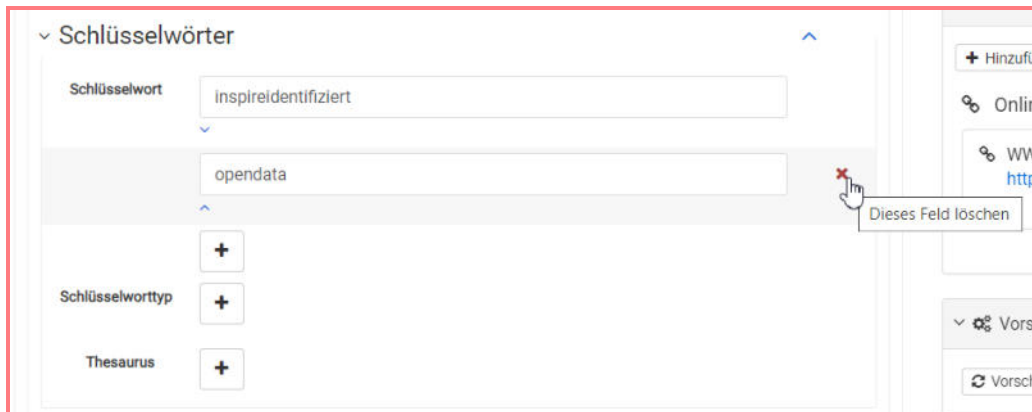 Schlüsselwörter
Schlüsselwort
inspireidentifiziert
opendata
Dieses Feld löschen
Schlüsselworttyp
Thesaurus
Hinzufü
Onlin
WW
http
Vors
Vorsch